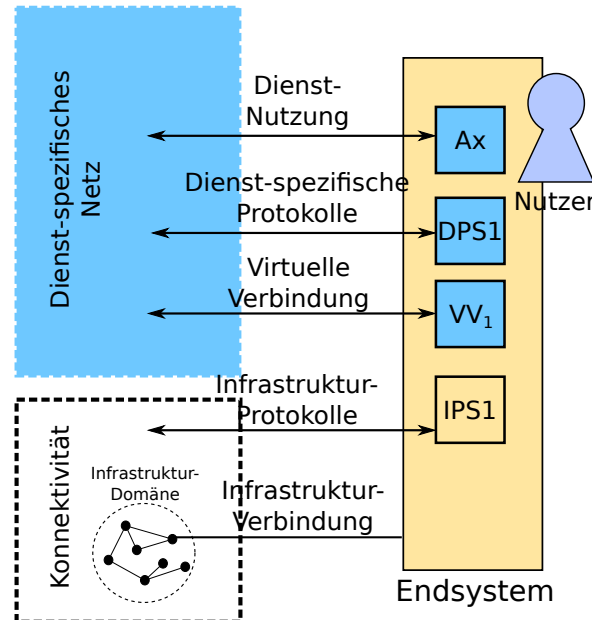 Dienst-spezifisches
Netz
Dienst-
Nutzung
Ax
Nutzer
Dienst-spezifische
Protokolle
DPS1
Virtuelle
Verbindung
VV₁
Infrastruktur-
Protokolle
IPS1
Konnektivität
Infrastruktur-
Domäne
Infrastruktur-
Verbindung
Endsystem